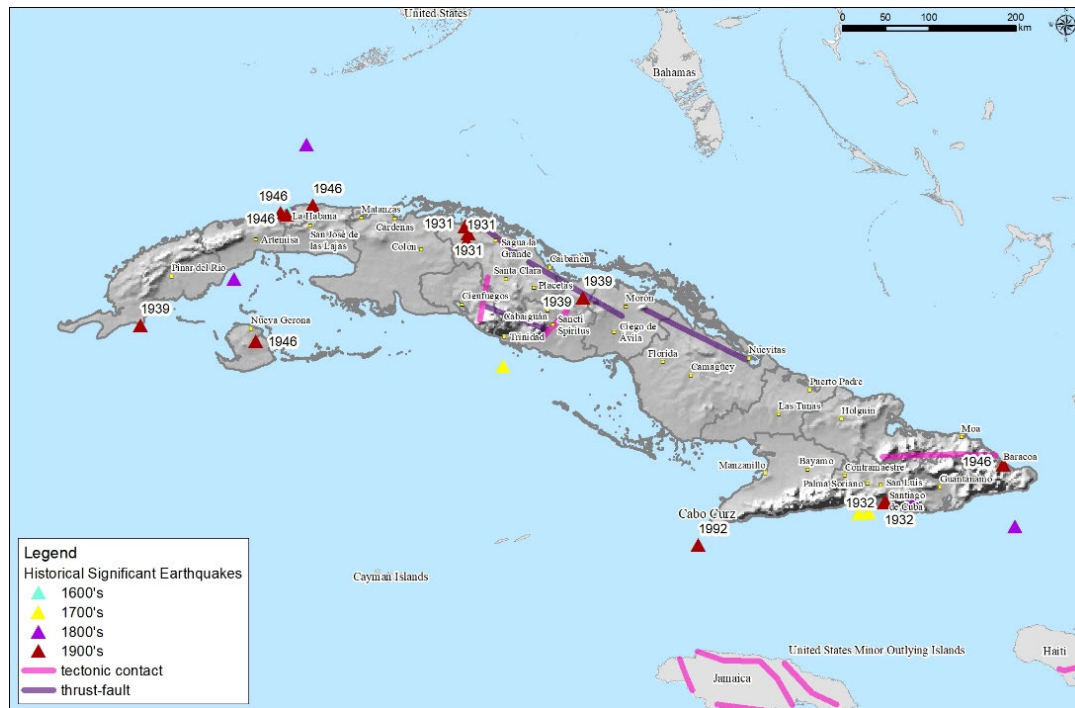 United States
0 50 100 200
km
Bahamas
1946
1946
La Habana
1946
Matanzas
Cardenas
San José de
las Lajas
Artemisa
Colón
1931
1931
1931
Sagua la
Grande
Caibarién
Santa Clara
Placetas
1939
Pinar del Rio
Cienfuegos
1939
Morón
Cabaiguán
Sancti
Spiritus
Ciego de
Avila
1939
Nueva Gerona
1946
Trinidad
Florida
Nuevitas
Camagüey
Puerto Padre
Las Tunas
Holguin
Moa
Manzanillo
Bayamo
Contramaestre
1946
Baracoa
Palma Soriano
San Luis
Guantanamo
Cabo Curz
1932
Santiago
de Cuba
1932
1992
Cayman Islands
United States Minor Outlying Islands
Haiti
Jamaica
Legend
Historical Significant Earthquakes
1600's
1700's
1800's
1900's
tectonic contact
thrust-fault